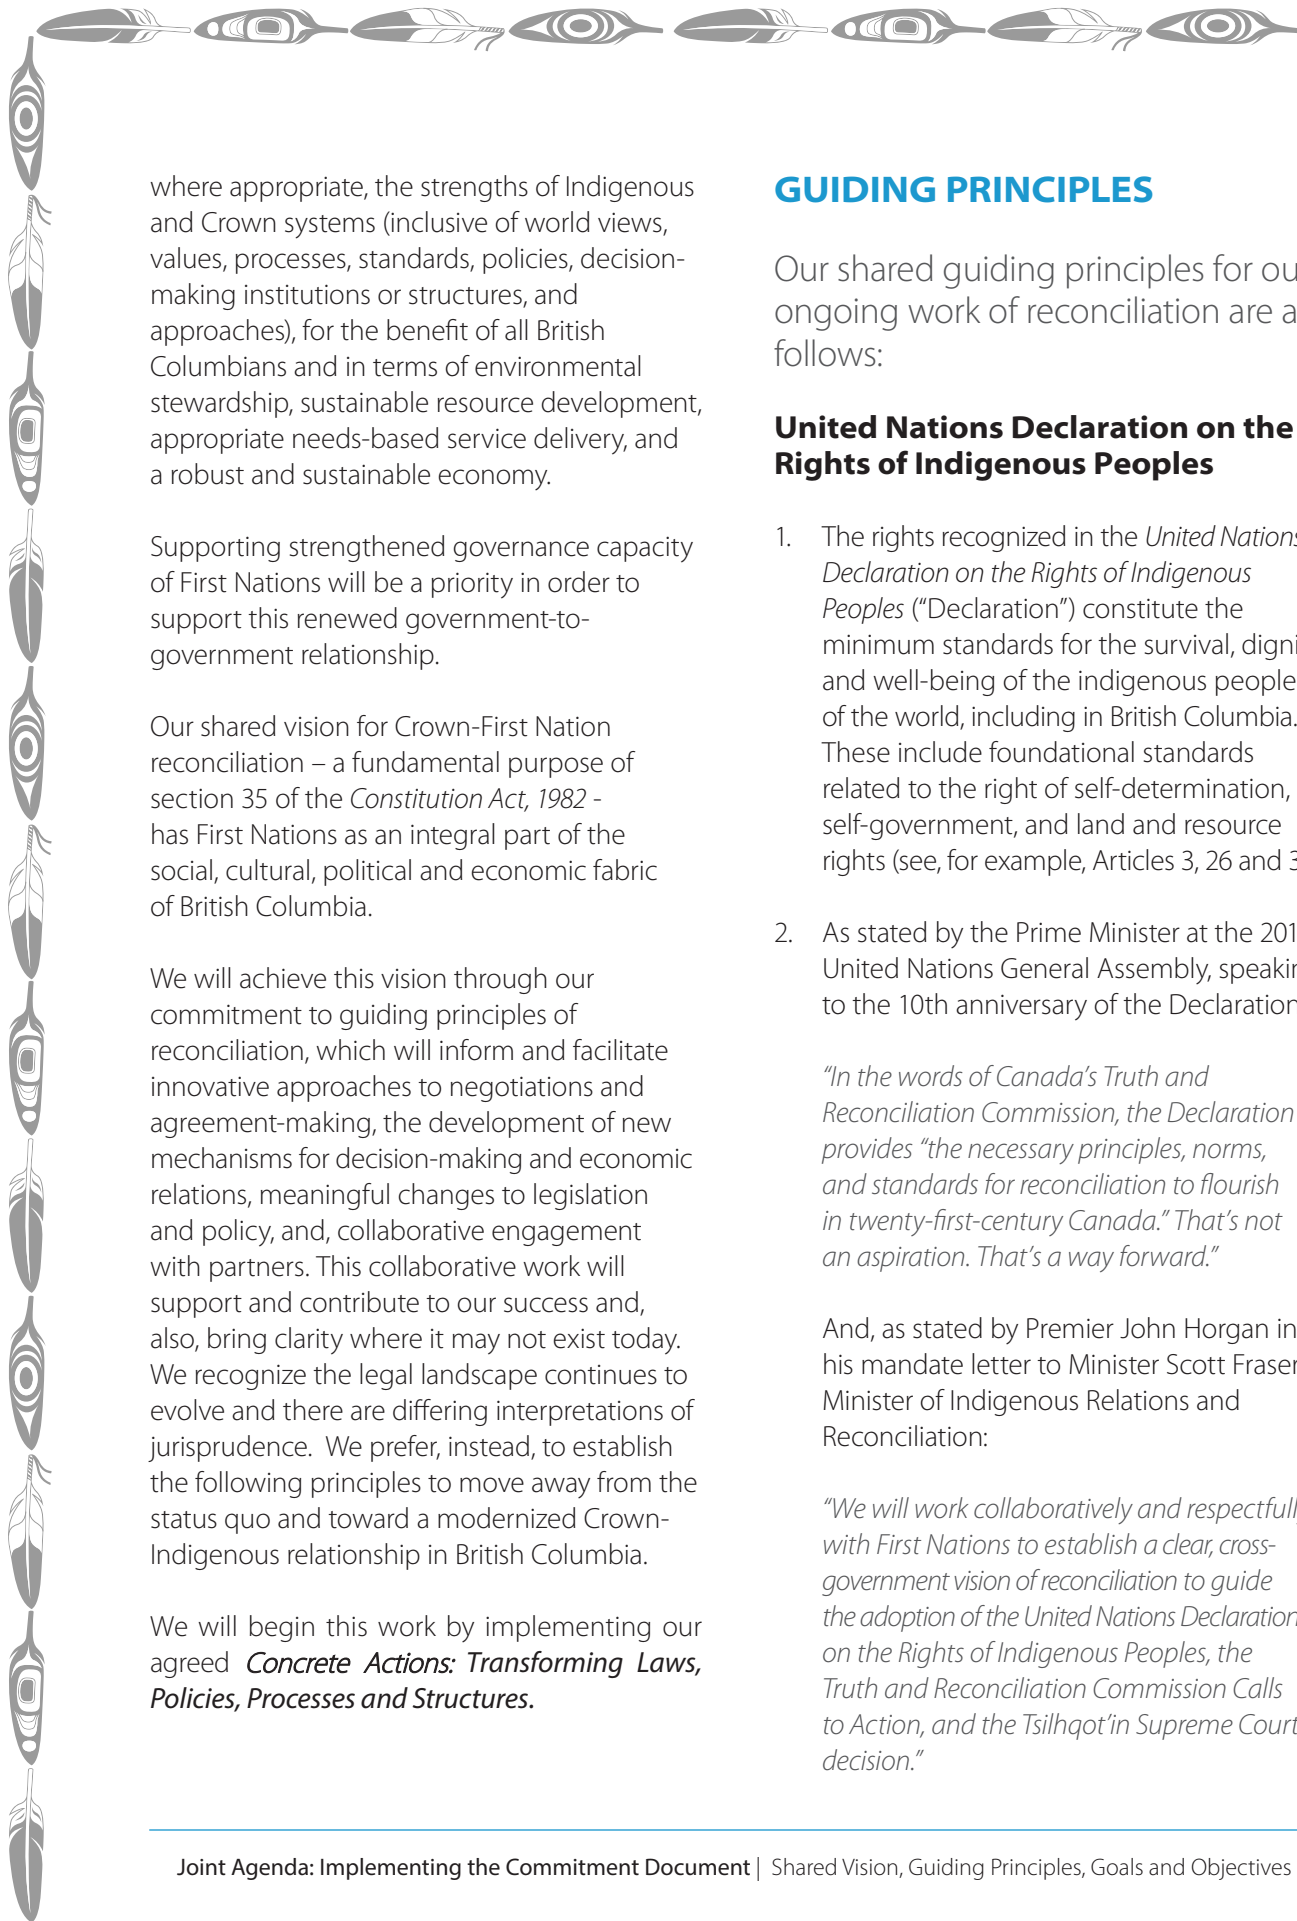 where appropriate, the strengths of Indigenous
and Crown systems (inclusive of world views,
values, processes, standards, policies, decision-
making institutions or structures, and
approaches), for the benefit of all British
Columbians and in terms of environmental
stewardship, sustainable resource development,
appropriate needs-based service delivery, and
a robust and sustainable economy.
Supporting strengthened governance capacity
of First Nations will be a priority in order to
support this renewed government-to-
government relationship.
Our shared vision for Crown-First Nation
reconciliation – a fundamental purpose of
section 35 of the Constitution Act, 1982 -
has First Nations as an integral part of the
social, cultural, political and economic fabric
of British Columbia.
We will achieve this vision through our
commitment to guiding principles of
reconciliation, which will inform and facilitate
innovative approaches to negotiations and
agreement-making, the development of new
mechanisms for decision-making and economic
relations, meaningful changes to legislation
and policy, and, collaborative engagement
with partners. This collaborative work will
support and contribute to our success and,
also, bring clarity where it may not exist today.
We recognize the legal landscape continues to
evolve and there are differing interpretations of
jurisprudence.  We prefer, instead, to establish
the following principles to move away from the
status quo and toward a modernized Crown-
Indigenous relationship in British Columbia.
We will begin this work by implementing our
agreed Concrete Actions: Transforming Laws,
Policies, Processes and Structures.
GUIDING PRINCIPLES
Our shared guiding principles for
ongoing work of reconciliation are
follows:
United Nations Declaration on the
Rights of Indigenous Peoples
1. The rights recognized in the United Nations
Declaration on the Rights of Indigenous
Peoples (“Declaration”) constitute the
minimum standards for the survival,
and well-being of the indigenous
of the world, including in British Columbia.
These include foundational standards
related to the right of self-determination,
self-government, and land and resource
rights (see, for example, Articles 3, 26 and
2. As stated by the Prime Minister at the
United Nations General Assembly,
to the 10th anniversary of the Declaration
“In the words of Canada’s Truth and
Reconciliation Commission, the Declaration
provides “the necessary principles, norms,
and standards for reconciliation to flourish
in twenty-first-century Canada.” That’s not
an aspiration. That’s a way forward.”
And, as stated by Premier John Horgan in
his mandate letter to Minister Scott Fraser
Minister of Indigenous Relations and
Reconciliation:
“We will work collaboratively and respectfully
with First Nations to establish a clear, cross-
government vision of reconciliation to guide
the adoption of the United Nations Declaration
on the Rights of Indigenous Peoples, the
Truth and Reconciliation Commission Calls
to Action, and the Tsilhqot’in Supreme Court
decision.”
Joint Agenda: Implementing the Commitment Document | Shared Vision, Guiding Principles, Goals and Objectives